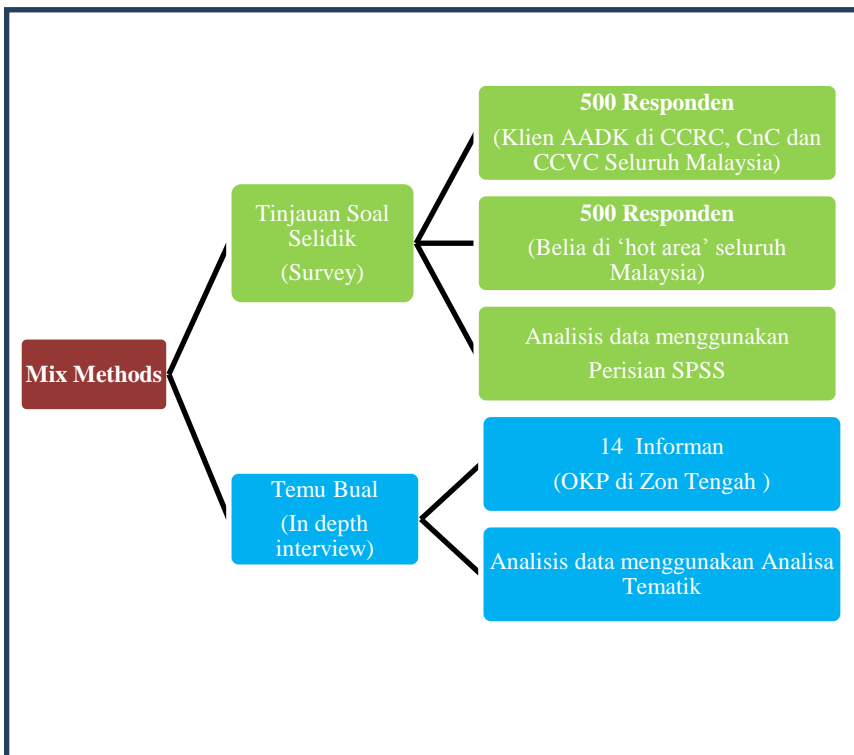 Mix Methods
Tinjauan Soal
Selidik
(Survey)
500 Responden
(Klien AADK di CCRC, CnC dan
CCVC Seluruh Malaysia)
500 Responden
(Belia di ‘hot area’ seluruh
Malaysia)
Analisis data menggunakan
Perisian SPSS
Temu Bual
(In depth
interview)
14 Informan
(OKP di Zon Tengah )
Analisis data menggunakan Analisa
Tematik